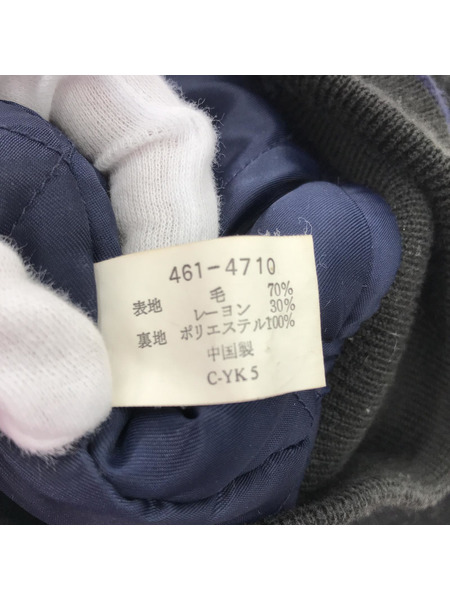 461-4710
表地 毛 70%
レーヨン 30%
裏地 ポリエステル100%
中国製
C-YK5